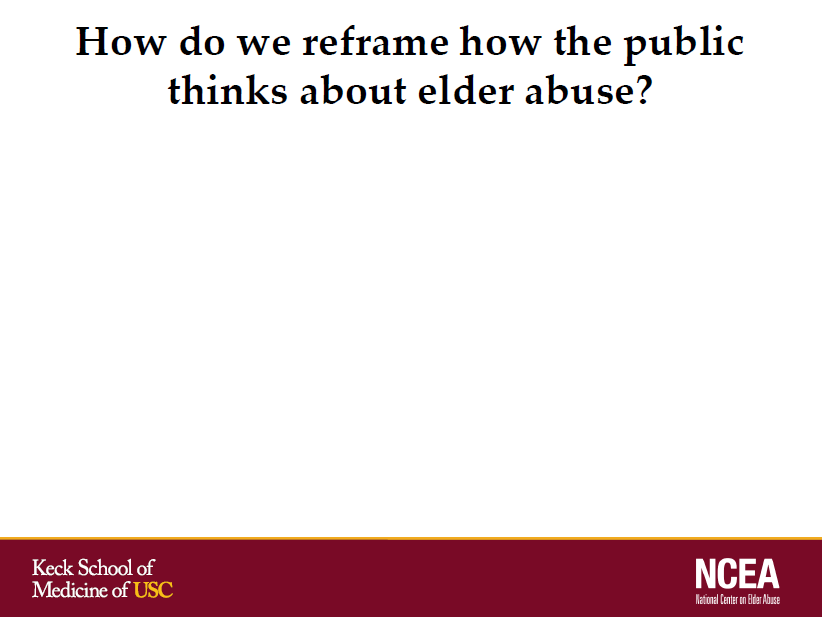 How do we reframe how the public
thinks about elder abuse?
Keck School of
Medicine of USC
NCEA
National Center on Elder Abuse